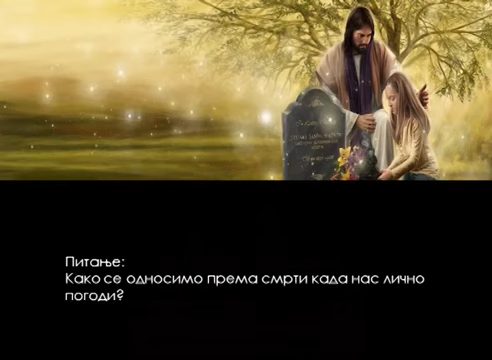 Питање:
Како се односимо према смрти када нас лично
погоди?